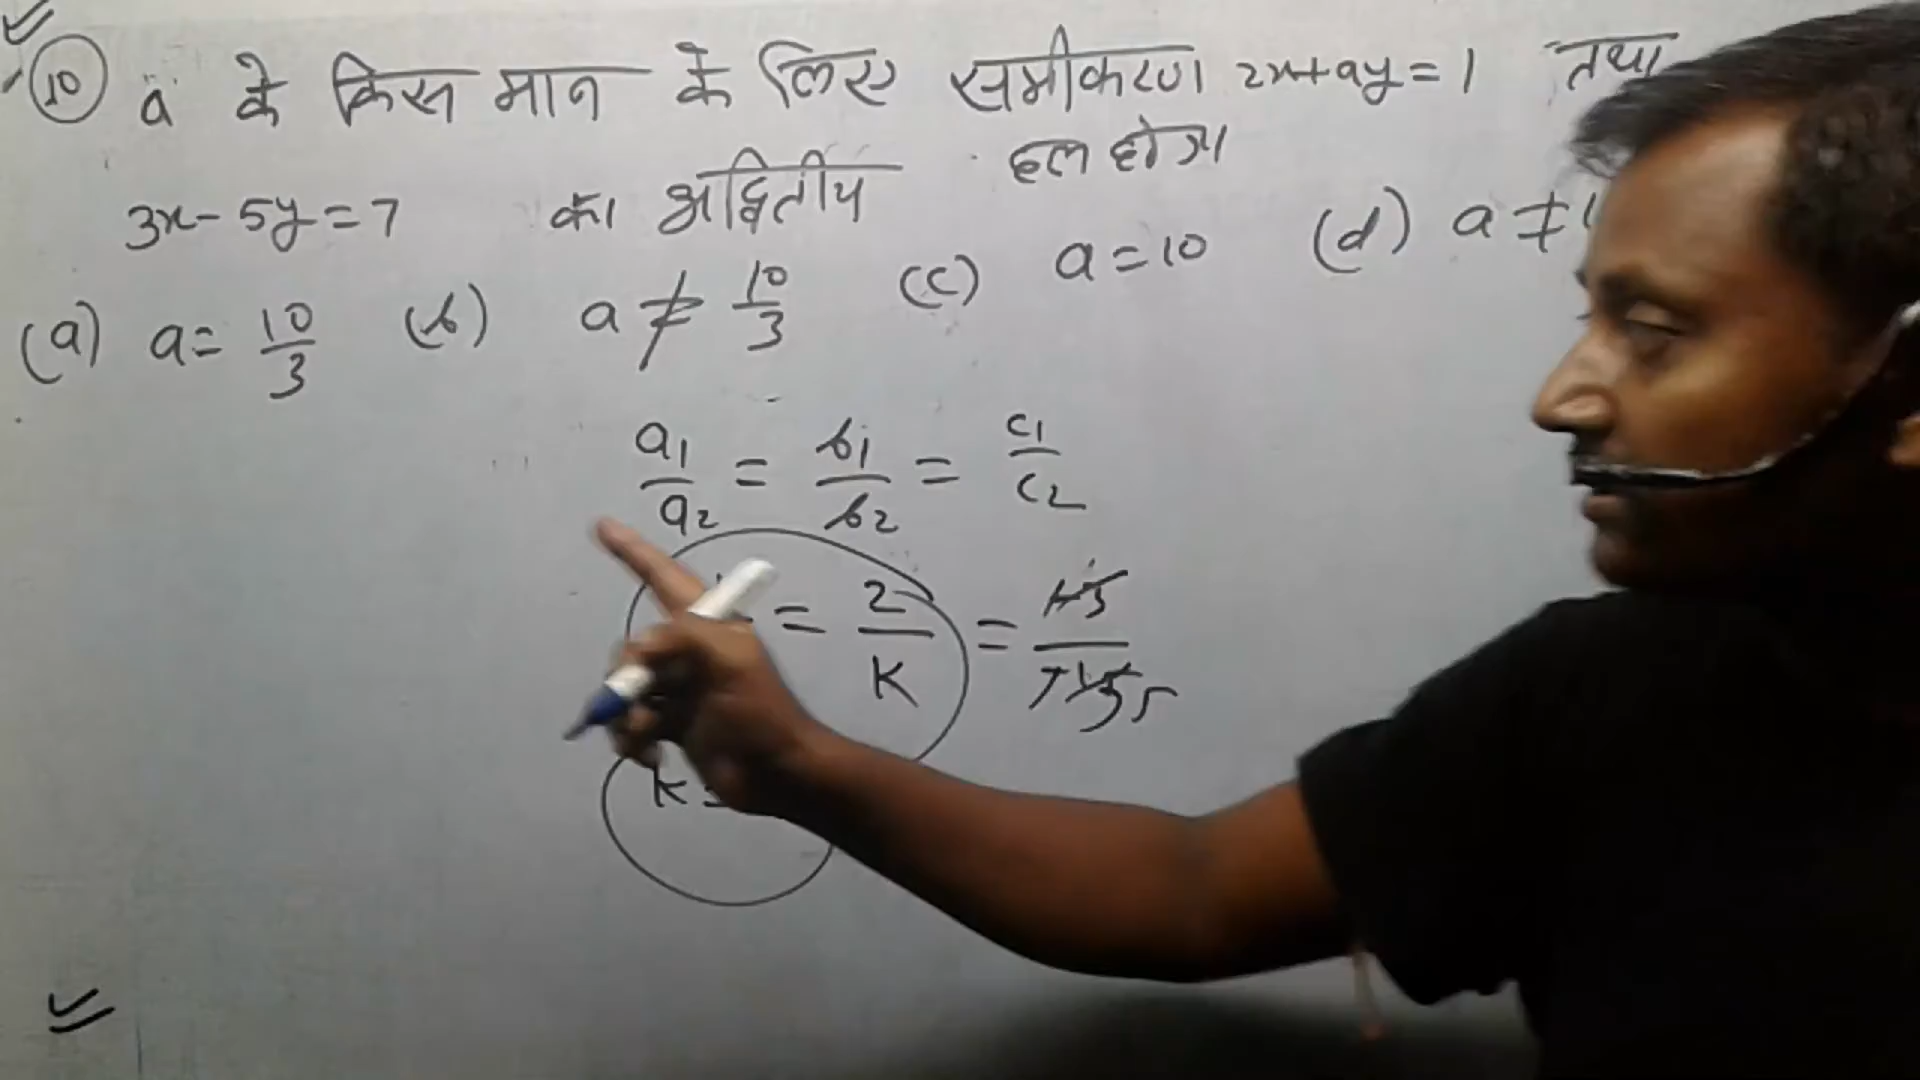 10 a के किस मान के लिए समीकरण 2x+ay=1 तथा
3x-5y=7 का अद्वितीय हल होगा
(a) a= 10/3 (b) a ≠ 10/3 (c) a=10 (d) a ≠
a1/a2 = b1/b2 = c1/c2
= 2/K =
K=